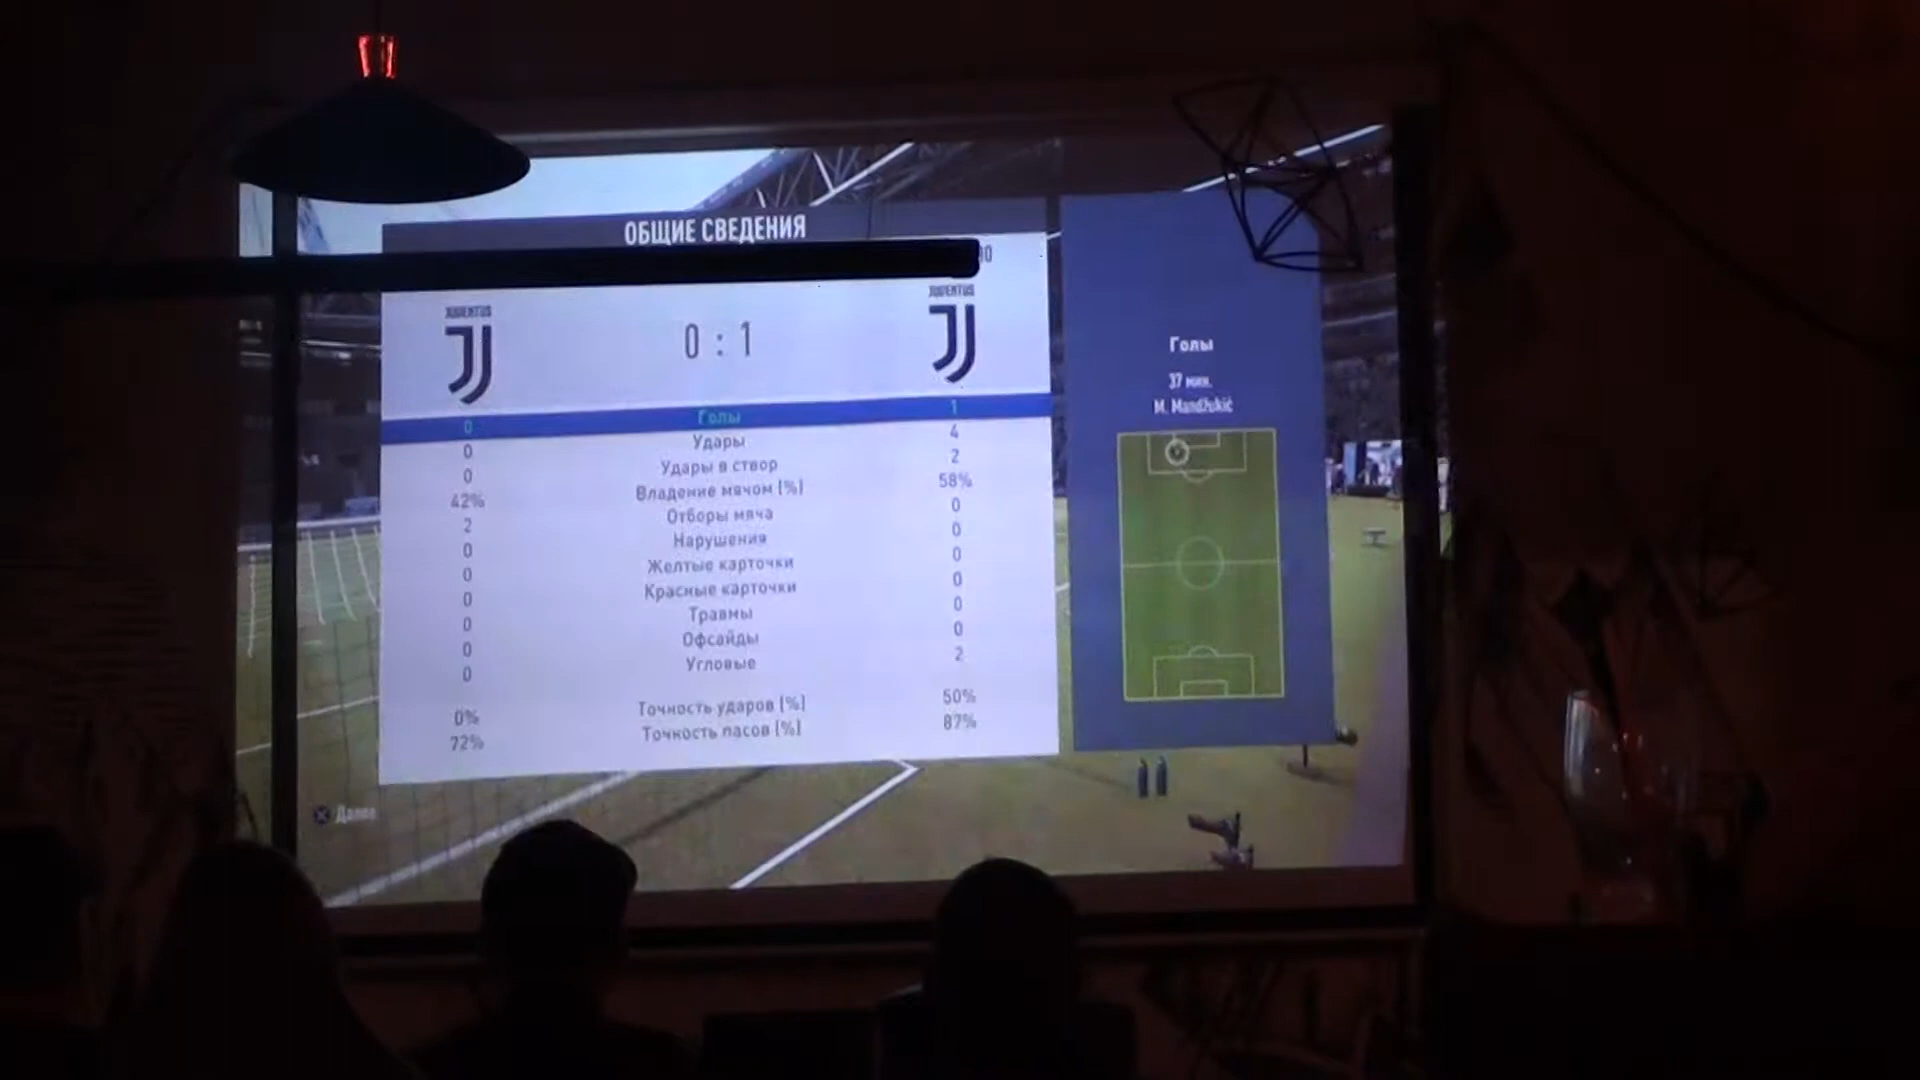 ОБЩИЕ СВЕДЕНИЯ
JUVENTUS
0 : 1
JUVENTUS
0 Голы 1
0 Удары 4
0 Удары в створ 2
42% Владение мячом (%) 58%
2 Отборы мяча 0
0 Нарушения 0
0 Желтые карточки 0
0 Красные карточки 0
0 Травмы 0
0 Офсайды 0
0 Угловые 2
0% Точность ударов (%) 50%
72% Точность пасов (%) 87%
Голы
37 мин.
M. Mandžukić
Далее